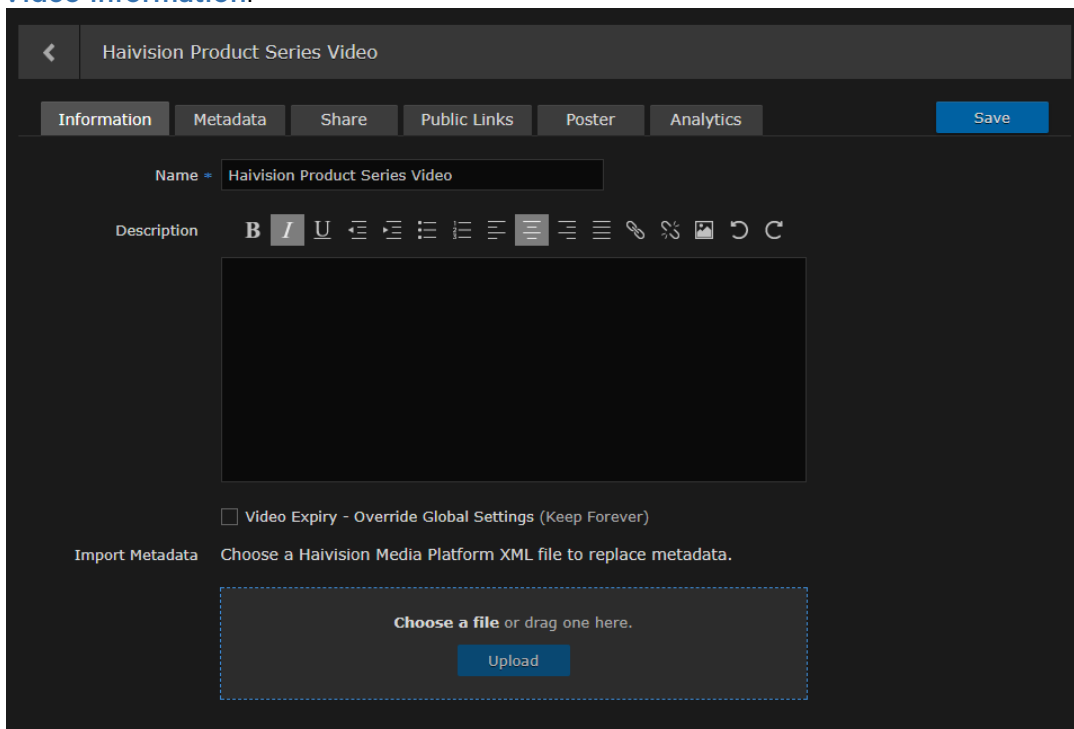 Video Information.
Haivision Product Series Video
Information Metadata Share Public Links Poster Analytics Save
Name * Haivision Product Series Video
Description B I U
Video Expiry - Override Global Settings (Keep Forever)
Import Metadata Choose a Haivision Media Platform XML file to replace metadata.
Choose a file or drag one here.
Upload